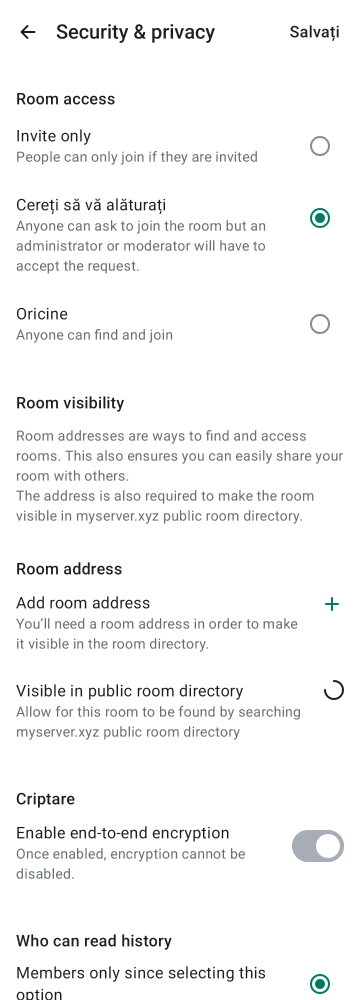 Security & privacy
Salvați
Room access
Invite only
People can only join if they are invited
Cereți să vă alăturați
Anyone can ask to join the room but an
administrator or moderator will have to
accept the request.
Oricine
Anyone can find and join
Room visibility
Room addresses are ways to find and access
rooms. This also ensures you can easily share your
room with others.
The address is also required to make the room
visible in myserver.xyz public room directory.
Room address
Add room address
You’ll need a room address in order to make
it visible in the room directory.
Visible in public room directory
Allow for this room to be found by searching
myserver.xyz public room directory
Criptare
Enable end-to-end encryption
Once enabled, encryption cannot be
disabled.
Who can read history
Members only since selecting this
option